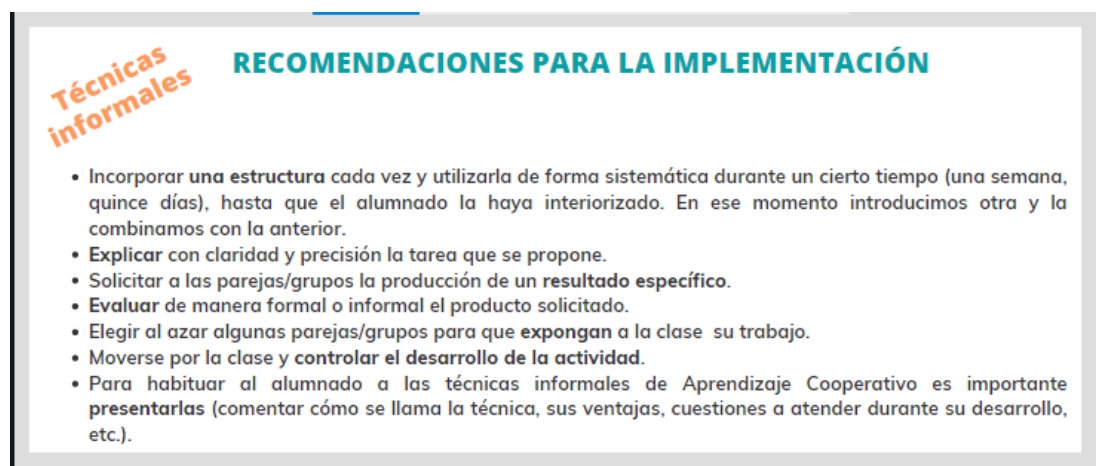 Técnicas
informales
RECOMENDACIONES PARA LA IMPLEMENTACIÓN
• Incorporar una estructura cada vez y utilizarla de forma sistemática durante un cierto tiempo (una semana,
quince días), hasta que el alumnado la haya interiorizado. En ese momento introducimos otra y la
combinamos con la anterior.
• Explicar con claridad y precisión la tarea que se propone.
• Solicitar a las parejas/grupos la producción de un resultado específico.
• Evaluar de manera formal o informal el producto solicitado.
• Elegir al azar algunas parejas/grupos para que expongan a la clase su trabajo.
• Moverse por la clase y controlar el desarrollo de la actividad.
• Para habituar al alumnado a las técnicas informales de Aprendizaje Cooperativo es importante
presentarlas (comentar cómo se llama la técnica, sus ventajas, cuestiones a atender durante su desarrollo,
etc.).